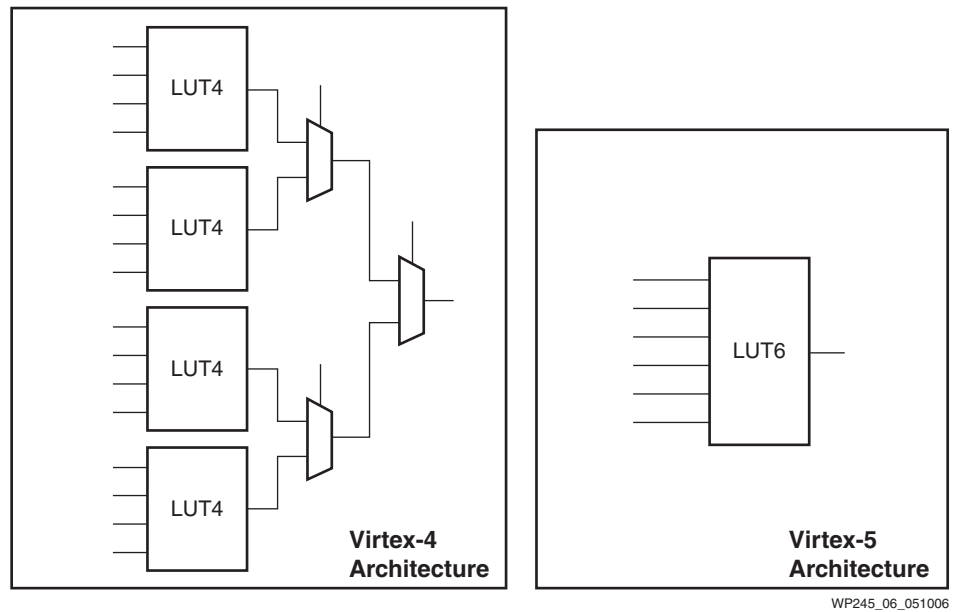 LUT4
LUT4
LUT4
LUT4
Virtex-4
Architecture
LUT6
Virtex-5
Architecture
WP245_06_051006